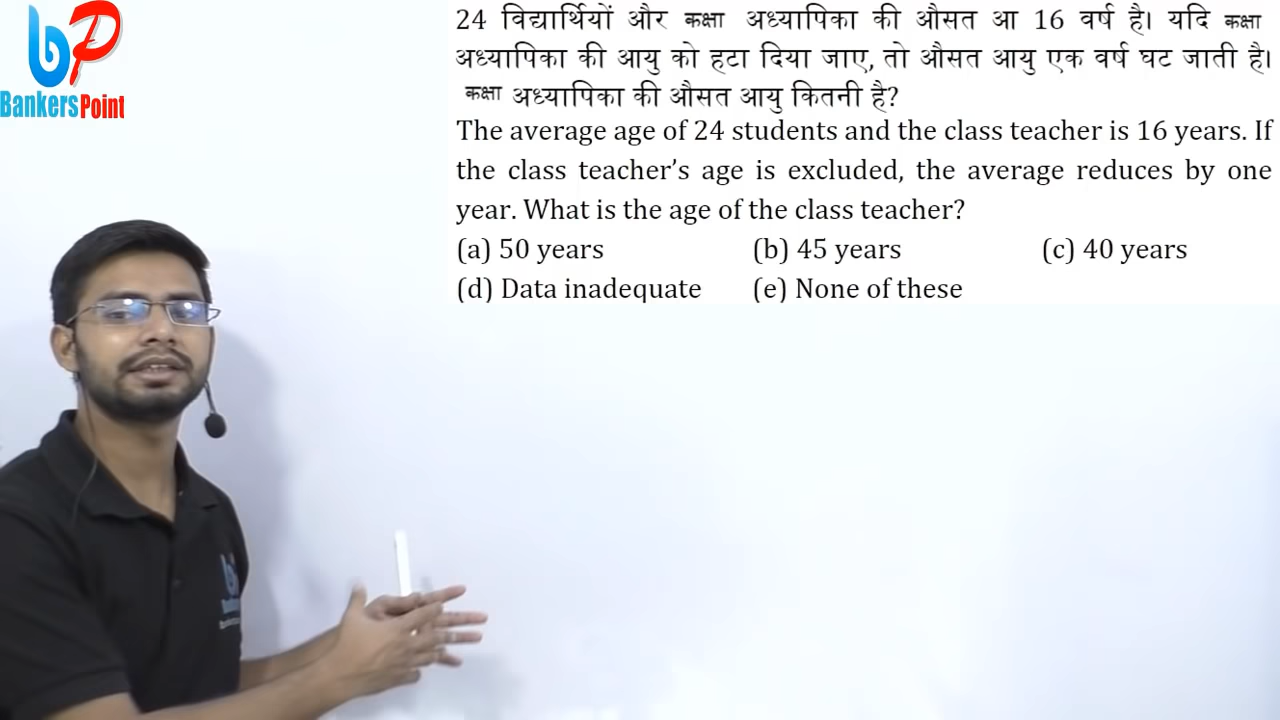 BankersPoint
24 विद्यार्थियों और कक्षा अध्यापिका की औसत आ 16 वर्ष है। यदि कक्षा
अध्यापिका की आयु को हटा दिया जाए, तो औसत आयु एक वर्ष घट जाती है।
कक्षा अध्यापिका की औसत आयु कितनी है?
The average age of 24 students and the class teacher is 16 years. If
the class teacher’s age is excluded, the average reduces by one
year. What is the age of the class teacher?
(a) 50 years (b) 45 years (c) 40 years
(d) Data inadequate (e) None of these